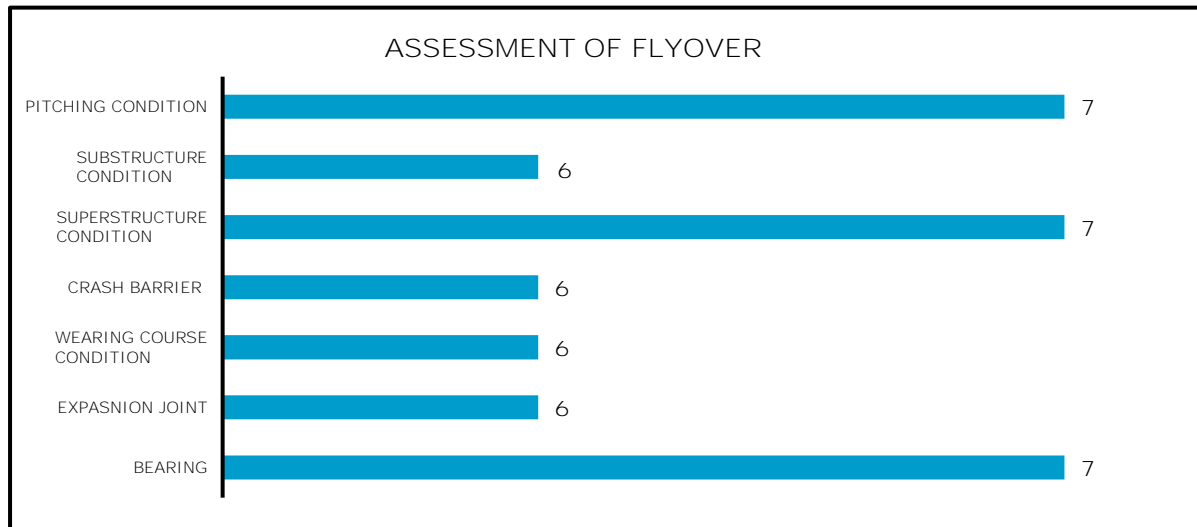 ASSESSMENT OF FLYOVER
PITCHING CONDITION
7
SUBSTRUCTURE
CONDITION
6
SUPERSTRUCTURE
CONDITION
7
CRASH BARRIER
6
WEARING COURSE
CONDITION
6
EXPASNION JOINT
6
BEARING
7